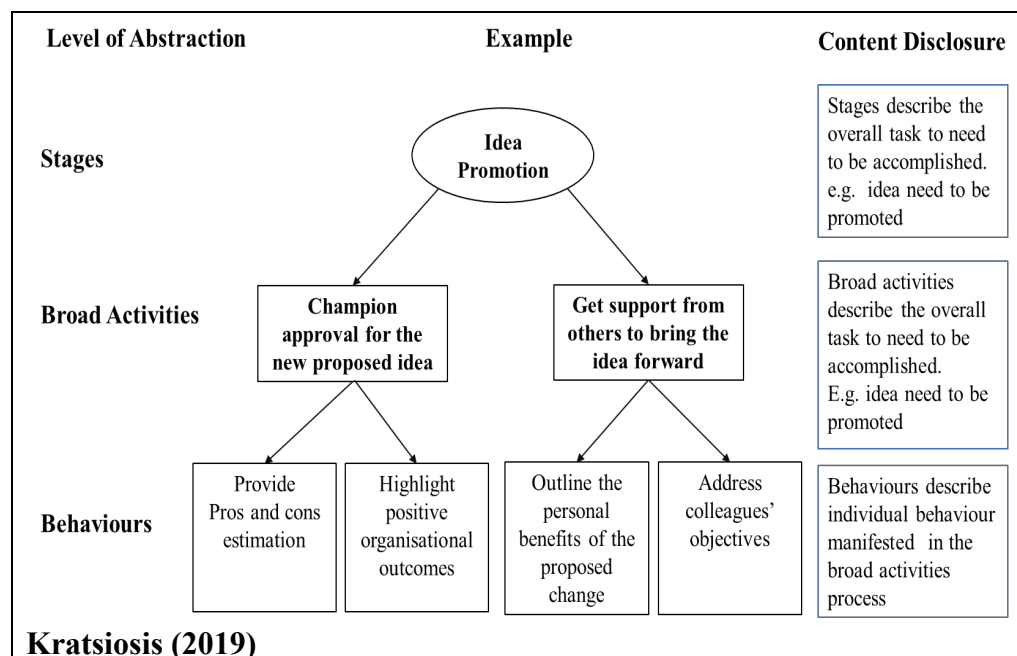 Level of Abstraction
Example
Content Disclosure
Stages
Idea
Promotion
Stages describe the
overall task to need
to be accomplished.
e.g. idea need to be
promoted
Broad Activities
Champion
approval for the
new proposed idea
Get support from
others to bring the
idea forward
Broad activities
describe the overall
task to need to be
accomplished.
E.g. idea need to be
promoted
Behaviours
Provide
Pros and cons
estimation
Highlight
positive
organisational
outcomes
Outline the
personal
benefits of the
proposed
change
Address
colleagues’
objectives
Behaviours describe
individual behaviour
manifested in the
broad activities
process
Kratsiosis (2019)